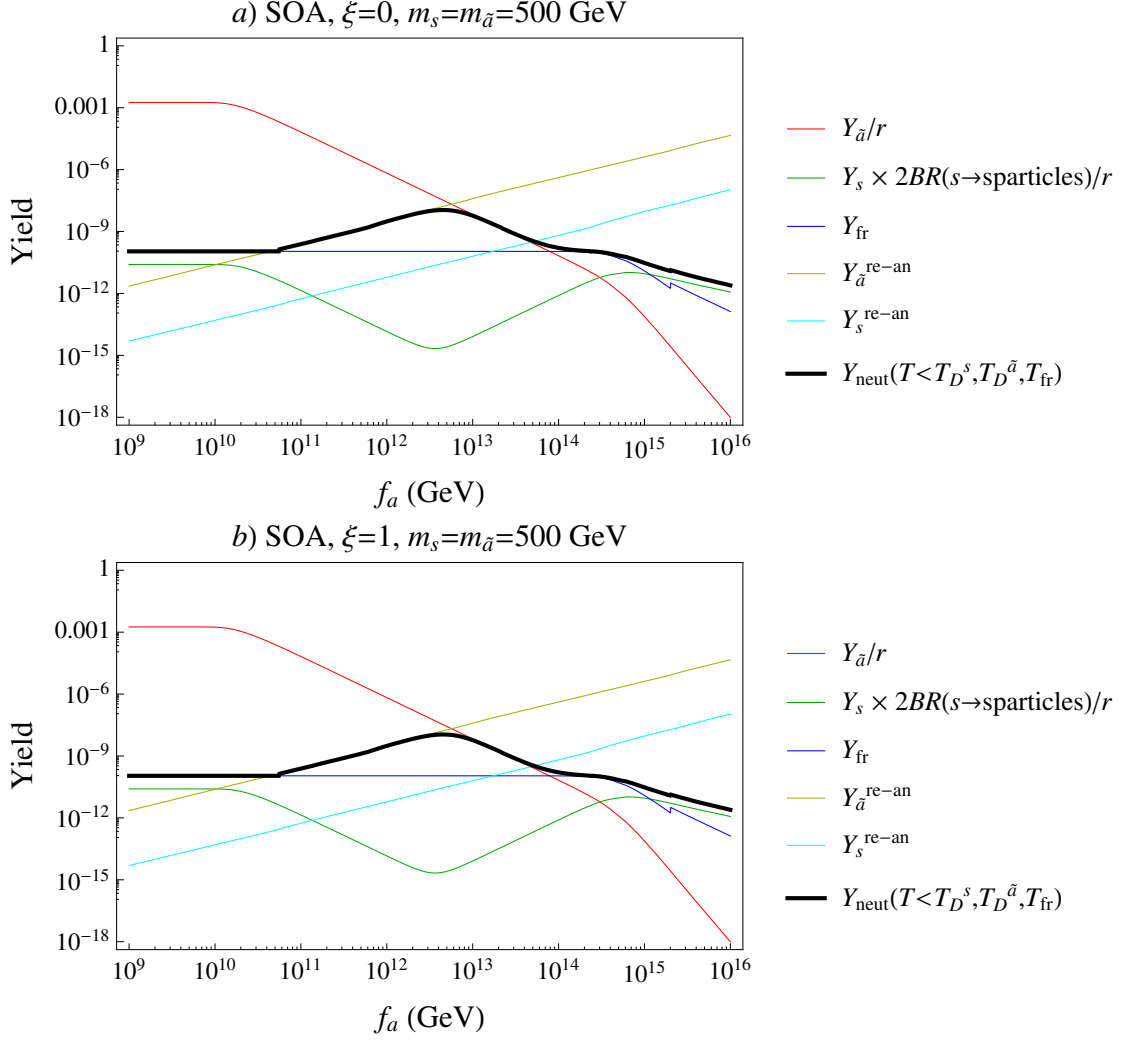 a) SOA, ξ=0, m_s=m_ã=500 GeV
Yield
1
0.001
10^−6
10^−9
10^−12
10^−15
10^−18
10^9 10^10 10^11 10^12 10^13 10^14 10^15 10^16
f_a (GeV)
Y_ã/r
Y_s × 2BR(s→sparticles)/r
Y_fr
Y_ã^re−an
Y_s^re−an
Y_neut(T<T_D^s,T_D^ã,T_fr)
b) SOA, ξ=1, m_s=m_ã=500 GeV
Yield
1
0.001
10^−6
10^−9
10^−12
10^−15
10^−18
10^9 10^10 10^11 10^12 10^13 10^14 10^15 10^16
f_a (GeV)
Y_ã/r
Y_s × 2BR(s→sparticles)/r
Y_fr
Y_ã^re−an
Y_s^re−an
Y_neut(T<T_D^s,T_D^ã,T_fr)